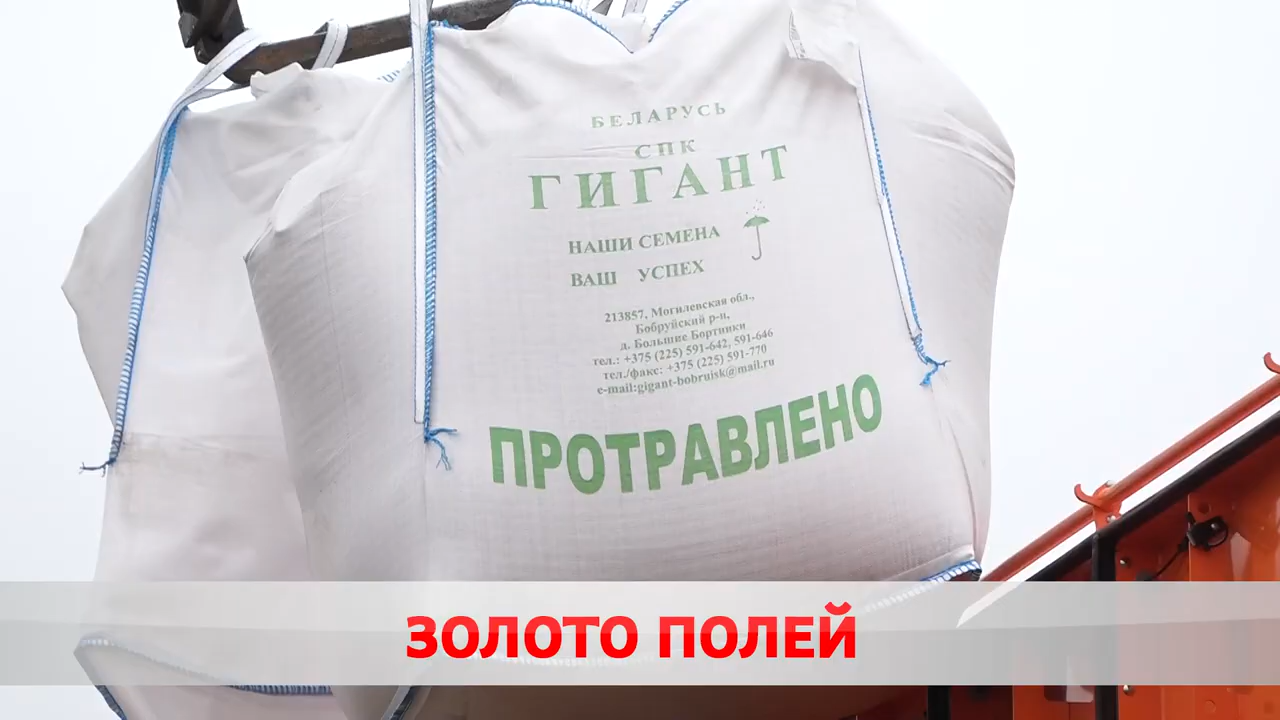 БЕЛАРУСЬ
СПК
ГИГАНТ
НАШИ СЕМЕНА
ВАШ УСПЕХ
213857, Могилевская обл.,
Бобруйский р-н,
д. Большие Бортники
тел.: +375 (225) 591-642, 591-646
тел./факс: +375 (225) 591-770
e-mail:gigant-bobruisk@mail.ru
ПРОТРАВЛЕНО
ЗОЛОТО ПОЛЕЙ